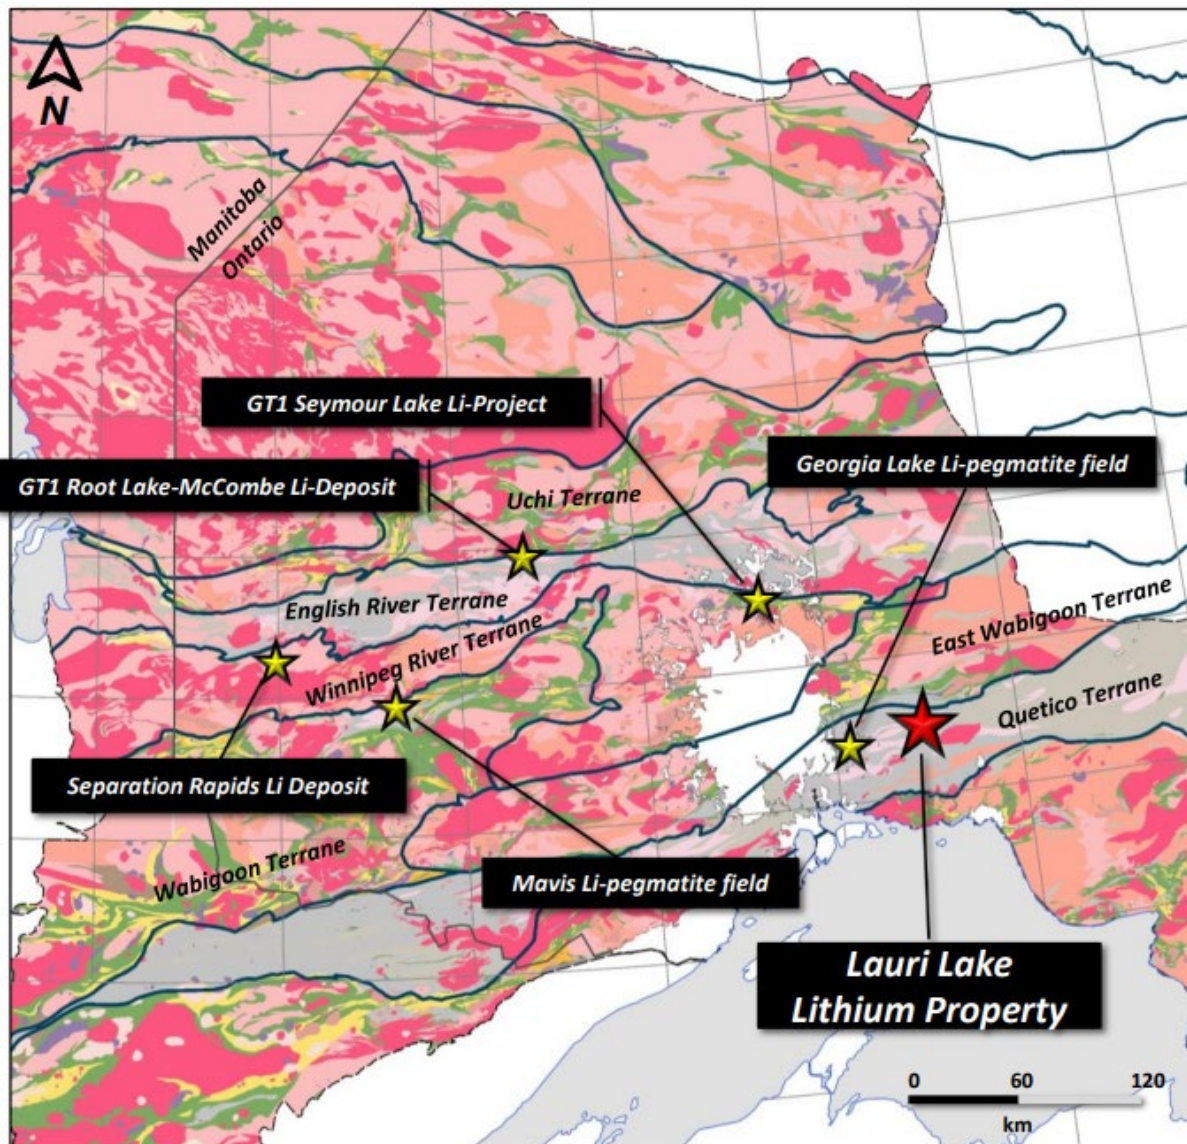 N
Manitoba
Ontario
GT1 Seymour Lake Li-Project
Georgia Lake Li-pegmatite field
GT1 Root Lake-McCombe Li-Deposit
Uchi Terrane
English River Terrane
Winnipeg River Terrane
East Wabigoon Terrane
Quetico Terrane
Separation Rapids Li Deposit
Wabigoon Terrane
Mavis Li-pegmatite field
Lauri Lake
Lithium Property
0 60 120
km